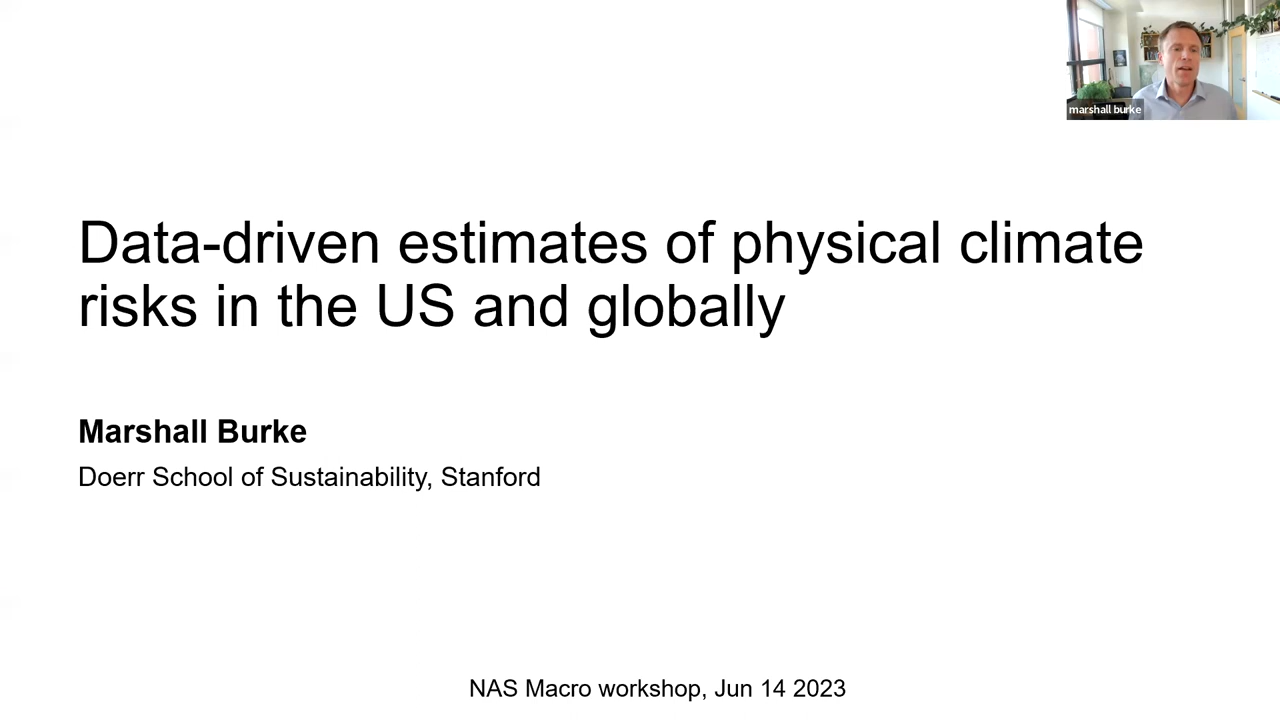 marshall burke
Data-driven estimates of physical climate
risks in the US and globally
Marshall Burke
Doerr School of Sustainability, Stanford
NAS Macro workshop, Jun 14 2023